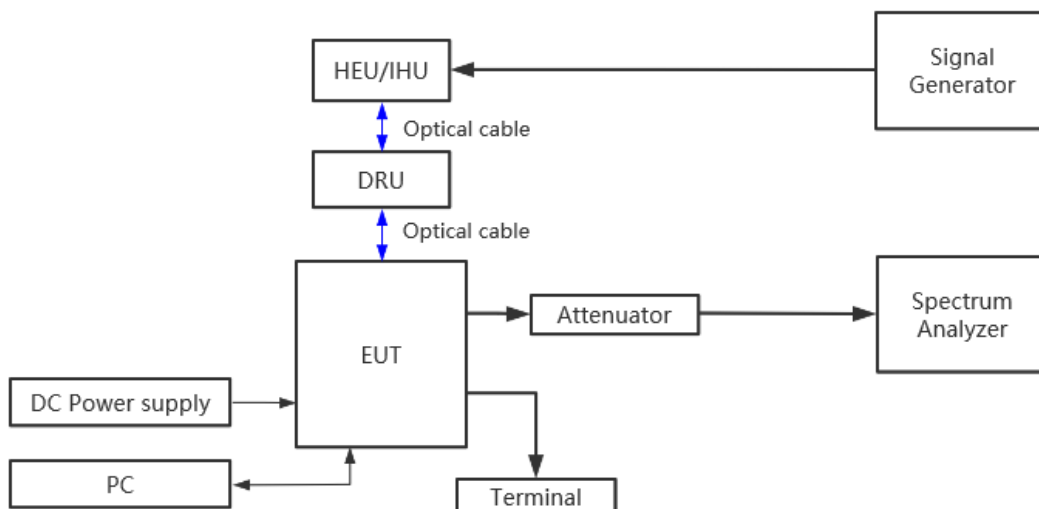 HEU/IHU
Signal
Generator
Optical cable
DRU
Optical cable
EUT
Attenuator
Spectrum
Analyzer
DC Power supply
PC
Terminal